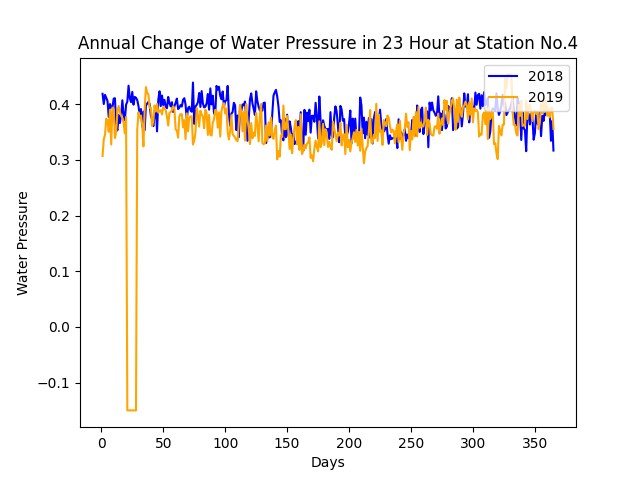 Annual Change of Water Pressure in 23 Hour at Station No.4
2018
2019
Water Pressure
0.4
0.3
0.2
0.1
0.0
−0.1
0 50 100 150 200 250 300 350
Days